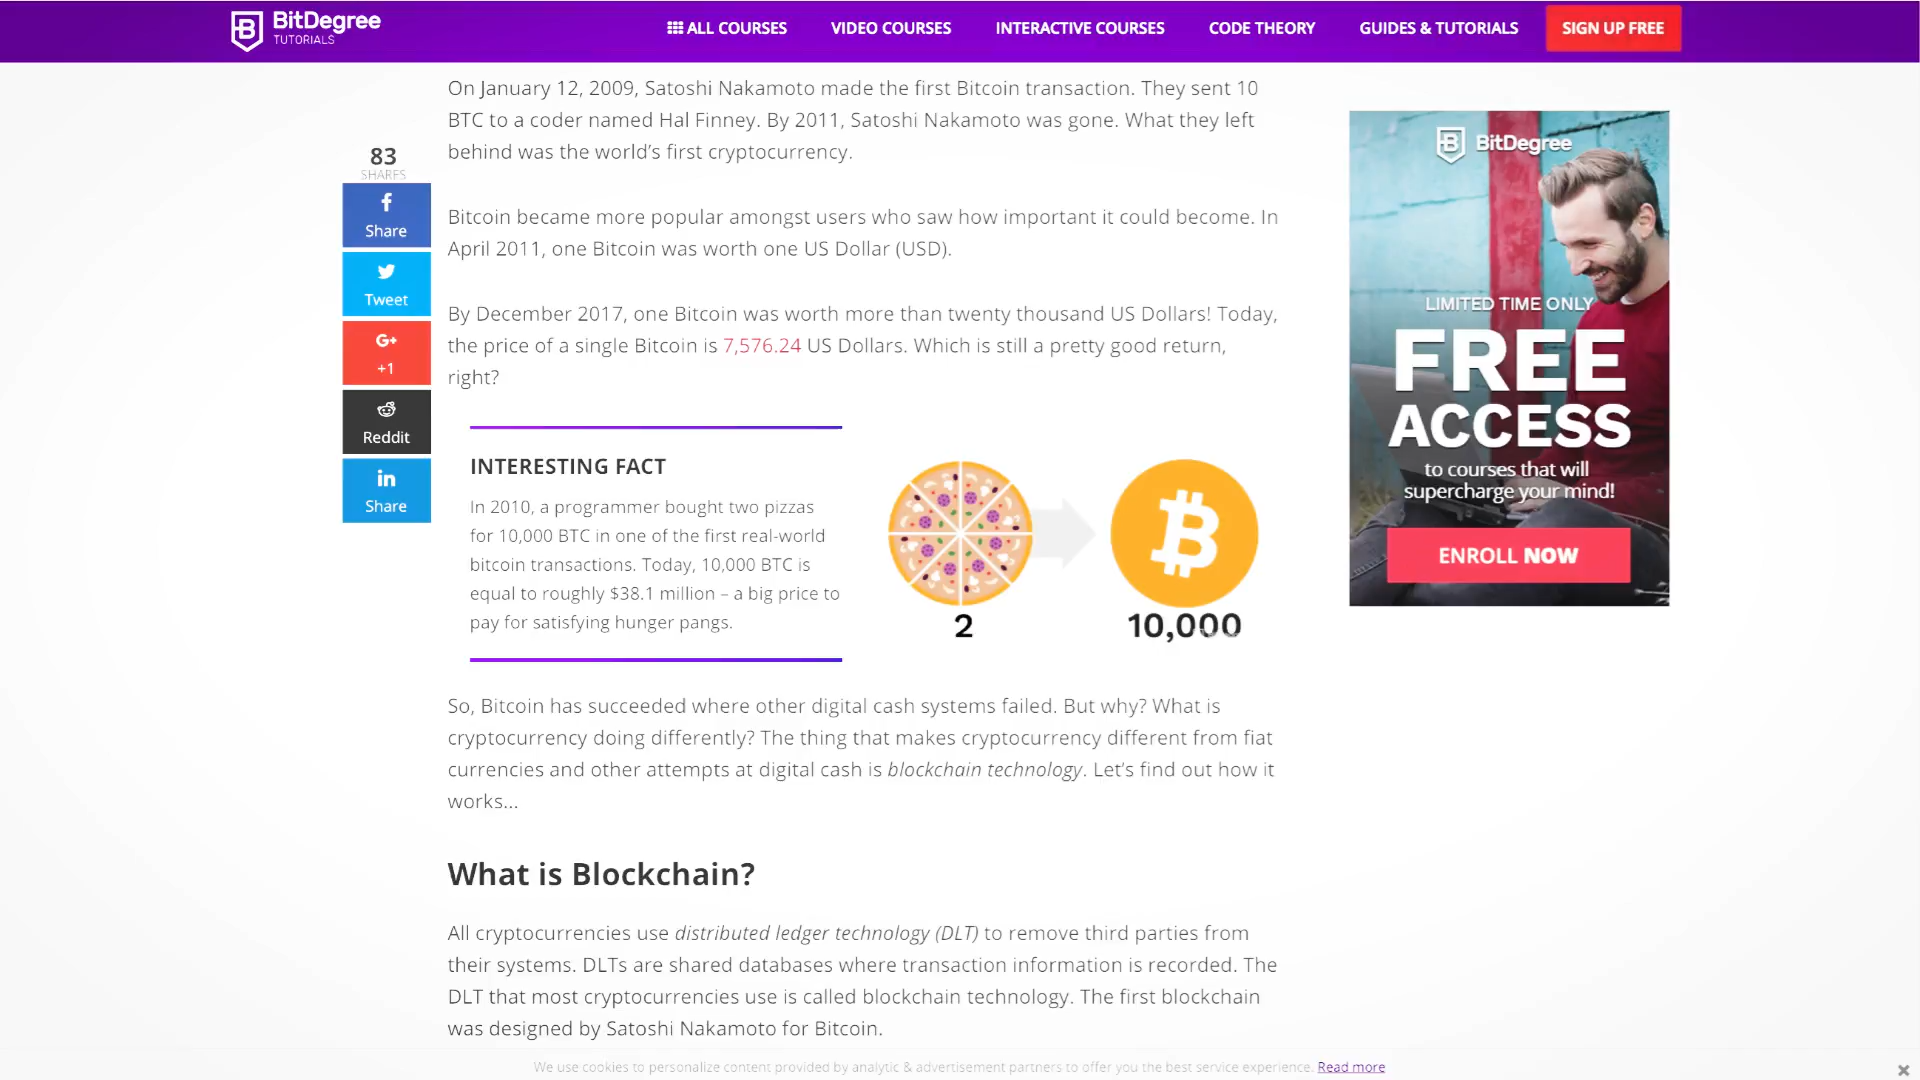 BitDegree
TUTORIALS
ALL COURSES
VIDEO COURSES
INTERACTIVE COURSES
CODE THEORY
GUIDES & TUTORIALS
SIGN UP FREE
83
SHARES
Share
Tweet
G+
+1
Reddit
in
Share
On January 12, 2009, Satoshi Nakamoto made the first Bitcoin transaction. They sent 10
BTC to a coder named Hal Finney. By 2011, Satoshi Nakamoto was gone. What they left
behind was the world’s first cryptocurrency.
Bitcoin became more popular amongst users who saw how important it could become. In
April 2011, one Bitcoin was worth one US Dollar (USD).
By December 2017, one Bitcoin was worth more than twenty thousand US Dollars! Today,
the price of a single Bitcoin is 7,576.24 US Dollars. Which is still a pretty good return,
right?
INTERESTING FACT
In 2010, a programmer bought two pizzas
for 10,000 BTC in one of the first real-world
bitcoin transactions. Today, 10,000 BTC is
equal to roughly $38.1 million – a big price to
pay for satisfying hunger pangs.
2
10,000
So, Bitcoin has succeeded where other digital cash systems failed. But why? What is
cryptocurrency doing differently? The thing that makes cryptocurrency different from fiat
currencies and other attempts at digital cash is blockchain technology. Let’s find out how it
works...
What is Blockchain?
All cryptocurrencies use distributed ledger technology (DLT) to remove third parties from
their systems. DLTs are shared databases where transaction information is recorded. The
DLT that most cryptocurrencies use is called blockchain technology. The first blockchain
was designed by Satoshi Nakamoto for Bitcoin.
BitDegree
LIMITED TIME ONLY
FREE
ACCESS
to courses that will
supercharge your mind!
ENROLL NOW
We use cookies to personalize content provided by analytic & advertisement partners to offer you the best service experience. Read more